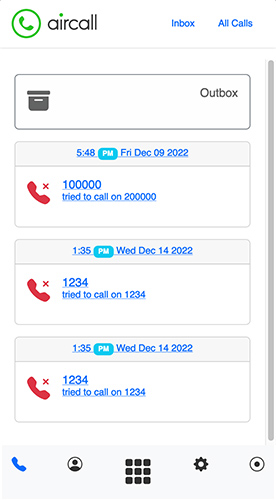 aircall
Inbox
All Calls
Outbox
5:48 PM Fri Dec 09 2022
100000
tried to call on 200000
1:35 PM Wed Dec 14 2022
1234
tried to call on 1234
1:35 PM Wed Dec 14 2022
1234
tried to call on 1234